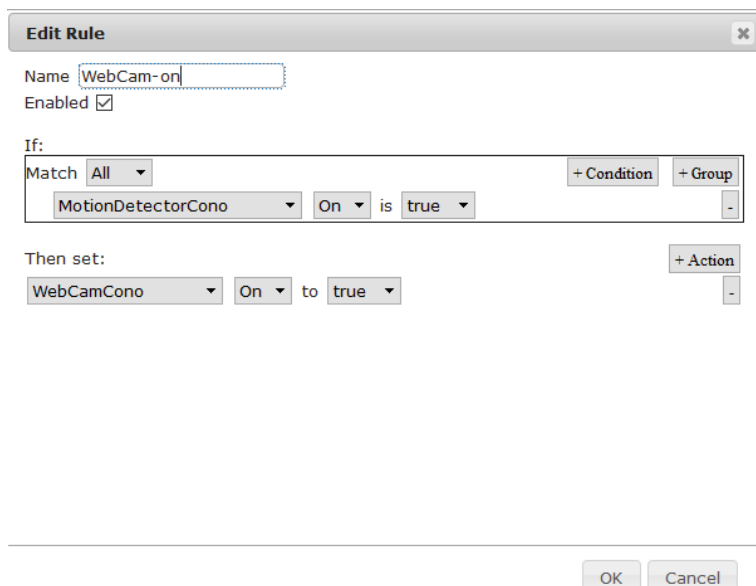 Edit Rule
Name WebCam-on
Enabled
If:
Match All + Condition + Group
MotionDetectorCono On is true -
Then set: + Action
WebCamCono On to true -
OK Cancel